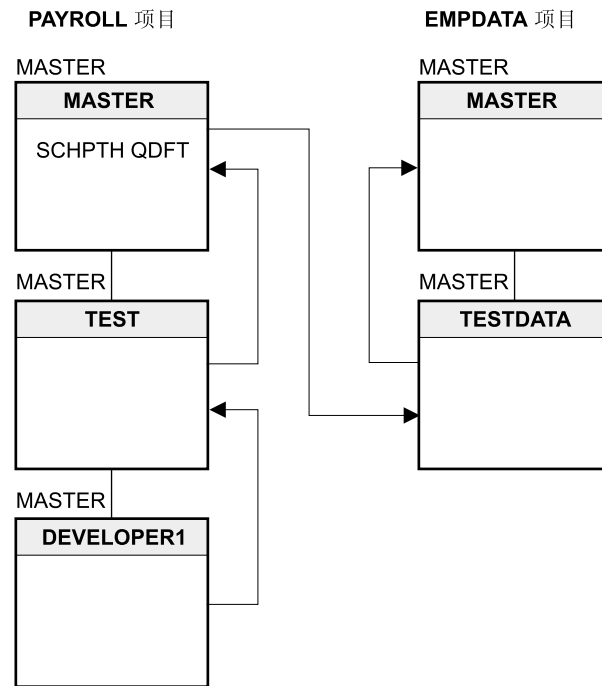 PAYROLL 项目
MASTER
MASTER
SCHPTH QDFT
MASTER
TEST
MASTER
DEVELOPER1
EMPDATA 项目
MASTER
MASTER
MASTER
TESTDATA